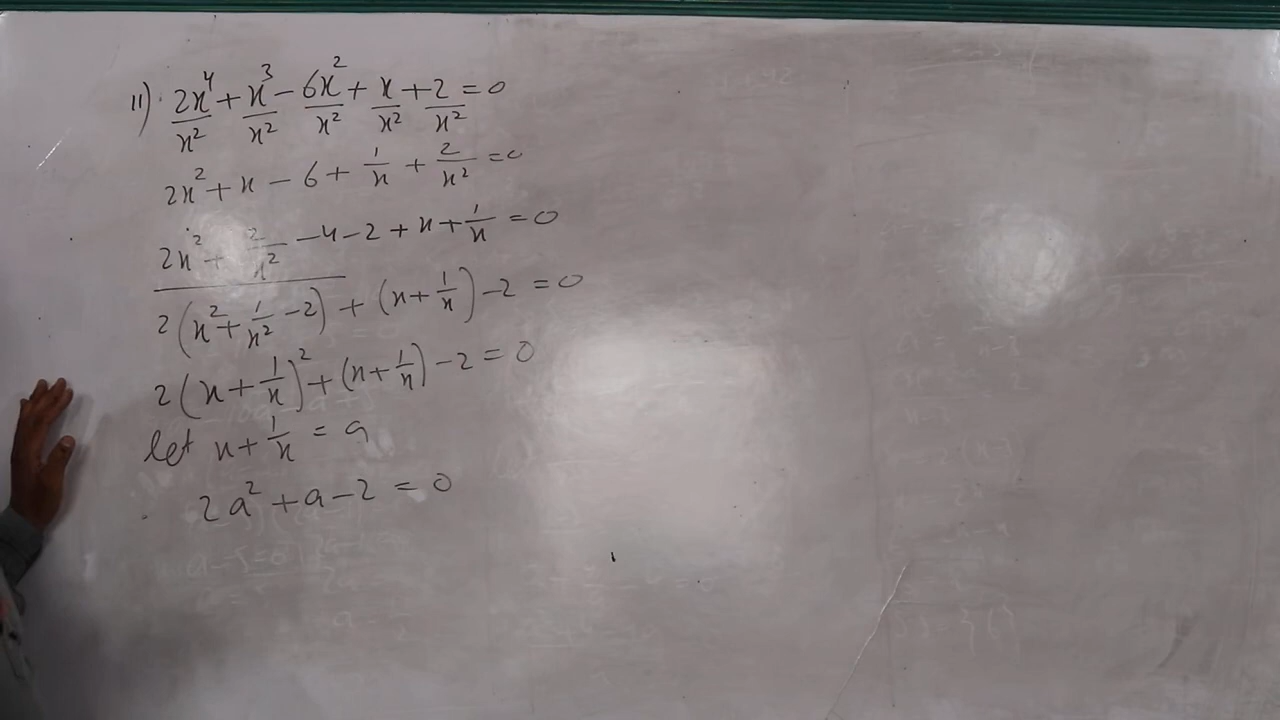 11) 2x⁴/x² + x³/x² - 6x²/x² + x/x² + 2/x² = 0
2x² + x - 6 + 1/x + 2/x² = 0
2x² + 2/x² - 4 - 2 + x + 1/x = 0
2(x² + 1/x² - 2) + (x + 1/x) - 2 = 0
2(x + 1/x)² + (x + 1/x) - 2 = 0
let x + 1/x = a
2a² + a - 2 = 0